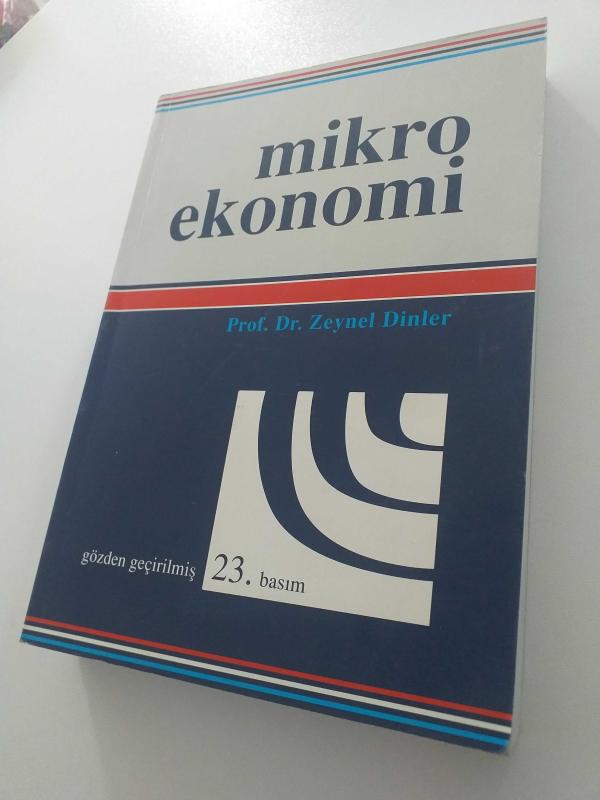 mikro
ekonomi
Prof. Dr. Zeynel Dinler
gözden geçirilmiş 23. basım